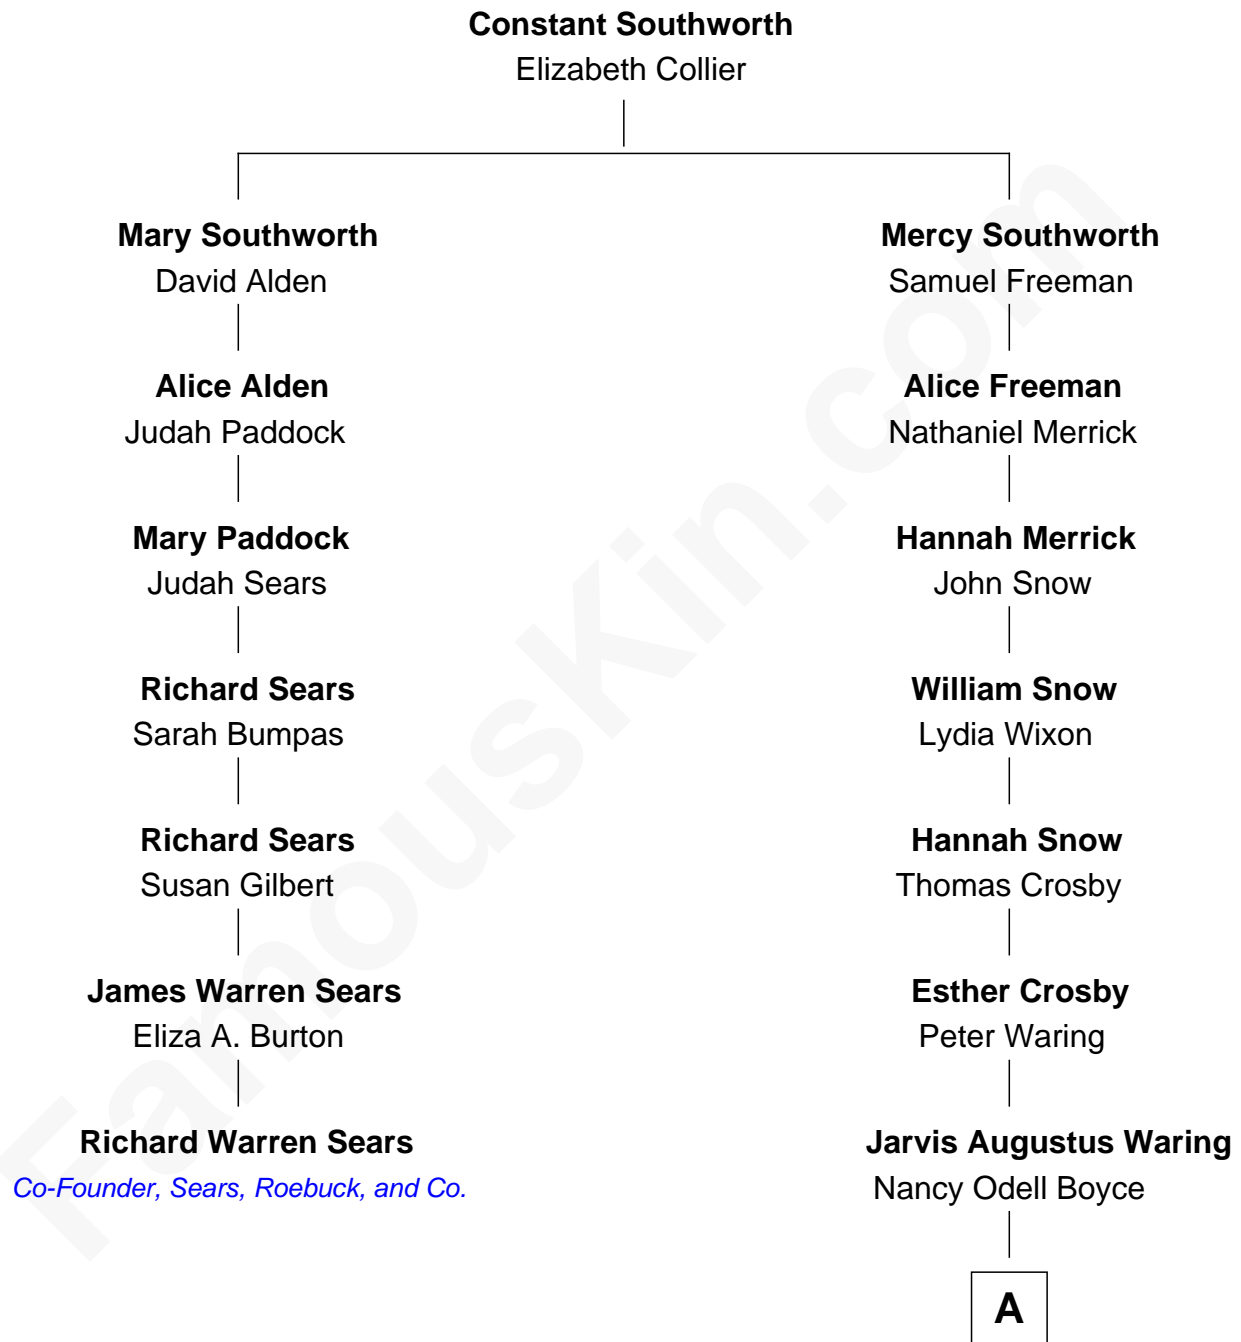 Constant Southworth
Elizabeth Collier
Mary Southworth
David Alden
Mercy Southworth
Samuel Freeman
Alice Alden
Judah Paddock
Alice Freeman
Nathaniel Merrick
Mary Paddock
Judah Sears
Hannah Merrick
John Snow
Richard Sears
Sarah Bumpas
William Snow
Lydia Wixon
Richard Sears
Susan Gilbert
Hannah Snow
Thomas Crosby
James Warren Sears
Eliza A. Burton
Esther Crosby
Peter Waring
Richard Warren Sears
Co-Founder, Sears, Roebuck, and Co.
Jarvis Augustus Waring
Nancy Odell Boyce
A
FamousKin.com